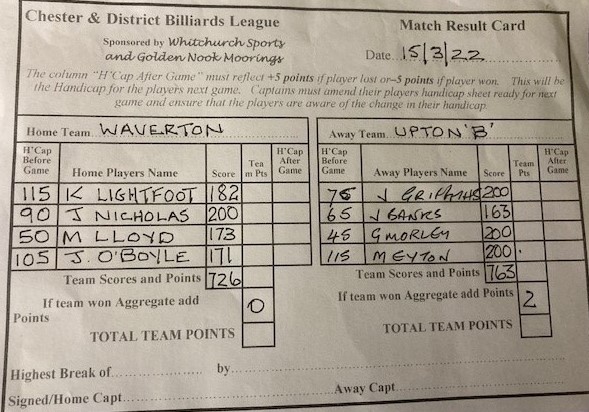 Chester & District Billiards League
Match Result Card
Sponsored by Whitchurch Sports
and Golden Nook Moorings
Date 15/3/22
The column "H'Cap After Game" must reflect +5 points if player lost or –5 points if player won. This will be
the Handicap for the players next game. Captains must amend their players handicap sheet ready for next
game and ensure that the players are aware of the change in their handicap
Home Team WAVERTON
H'Cap Before Game Home Players Name Score Tea m Pts H'Cap After Game
115 K LIGHTFOOT 182
90 J NICHOLAS 200
50 M LLOYD 173
105 J. O'BOYLE 171
Team Scores and Points 726
If team won Aggregate add Points 0
TOTAL TEAM POINTS
Away Team UPTON 'B'
H'Cap Before Game Away Players Name Score Team Pts H'Cap After Game
75 J GRIFFITHS 200
65 J BANKS 163
45 G MORLEY 200
115 M EYTON 200
Team Scores and Points 763
If team won Aggregate add Points 2
TOTAL TEAM POINTS
Highest Break of by
Signed/Home Capt Away Capt